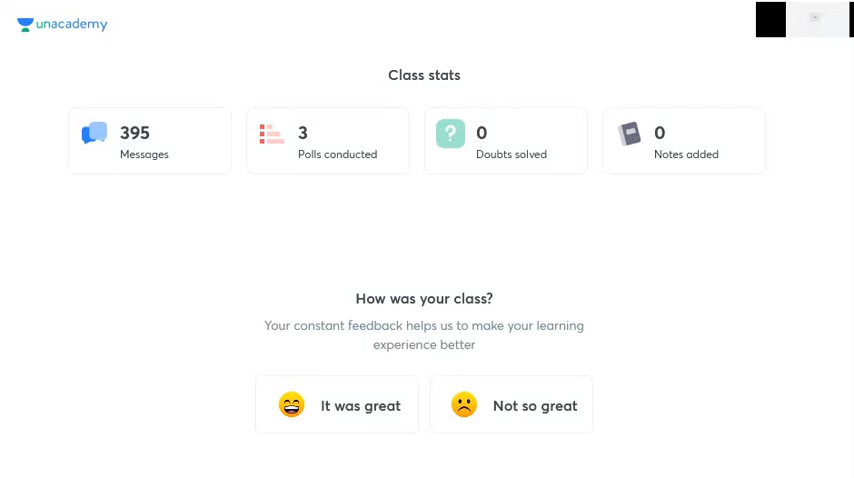 unacademy
Class stats
395
Messages
3
Polls conducted
0
Doubts solved
0
Notes added
How was your class?
Your constant feedback helps us to make your learning
experience better
It was great
Not so great